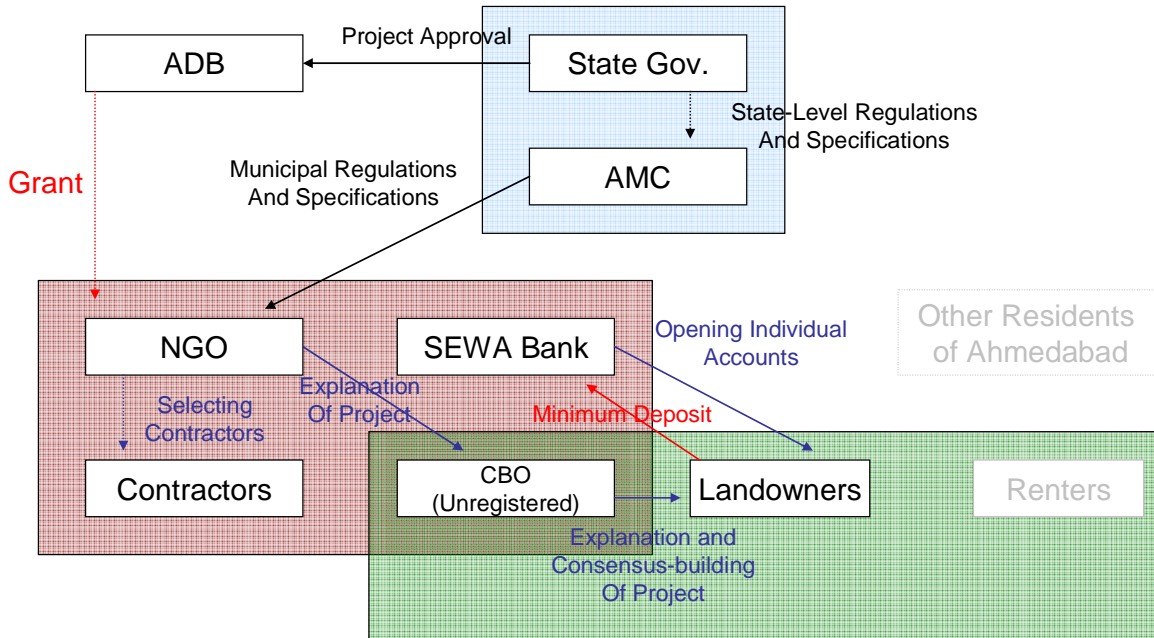 Project Approval
ADB
State Gov.
State-Level Regulations
And Specifications
Municipal Regulations
And Specifications
AMC
Grant
NGO
SEWA Bank
Opening Individual
Accounts
Other Residents
of Ahmedabad
Explanation
Of Project
Selecting
Contractors
Minimum Deposit
Contractors
CBO
(Unregistered)
Landowners
Renters
Explanation and
Consensus-building
Of Project